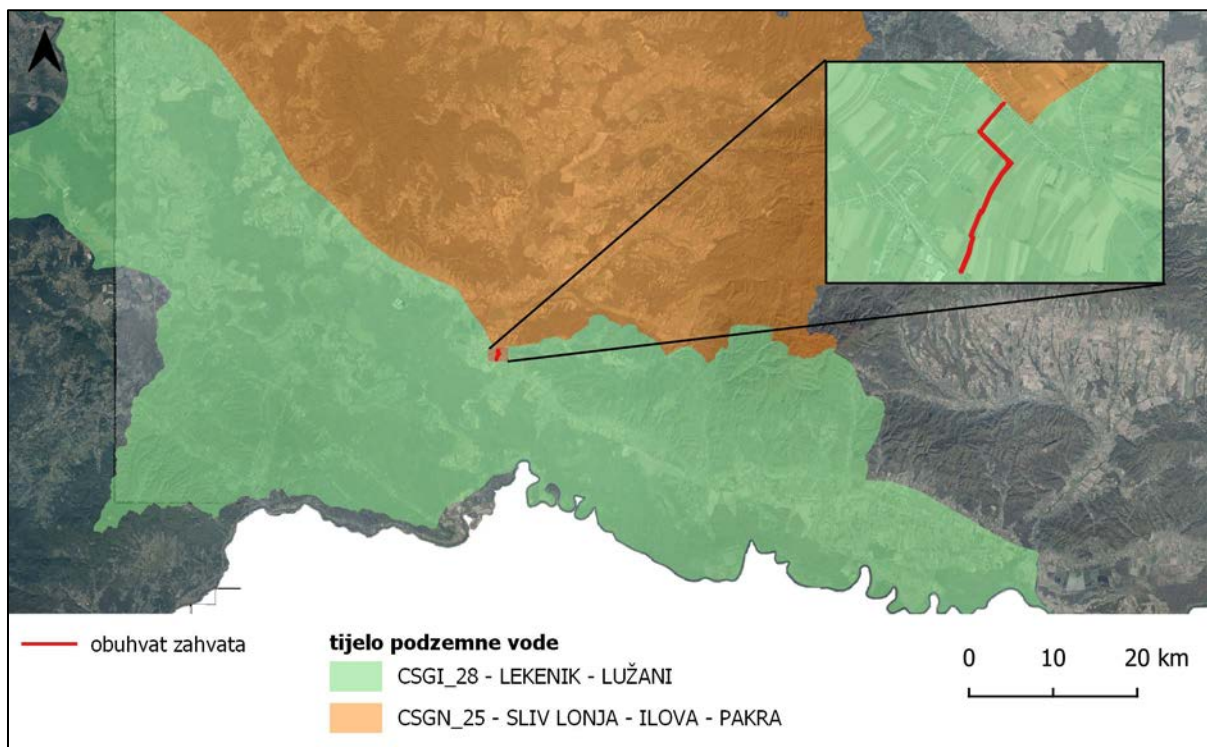 obuhvat zahvata
tijelo podzemne vode
CSGI_28 - LEKENIK - LUŽANI
CSGN_25 - SLIV LONJA - ILOVA - PAKRA
0 10 20 km